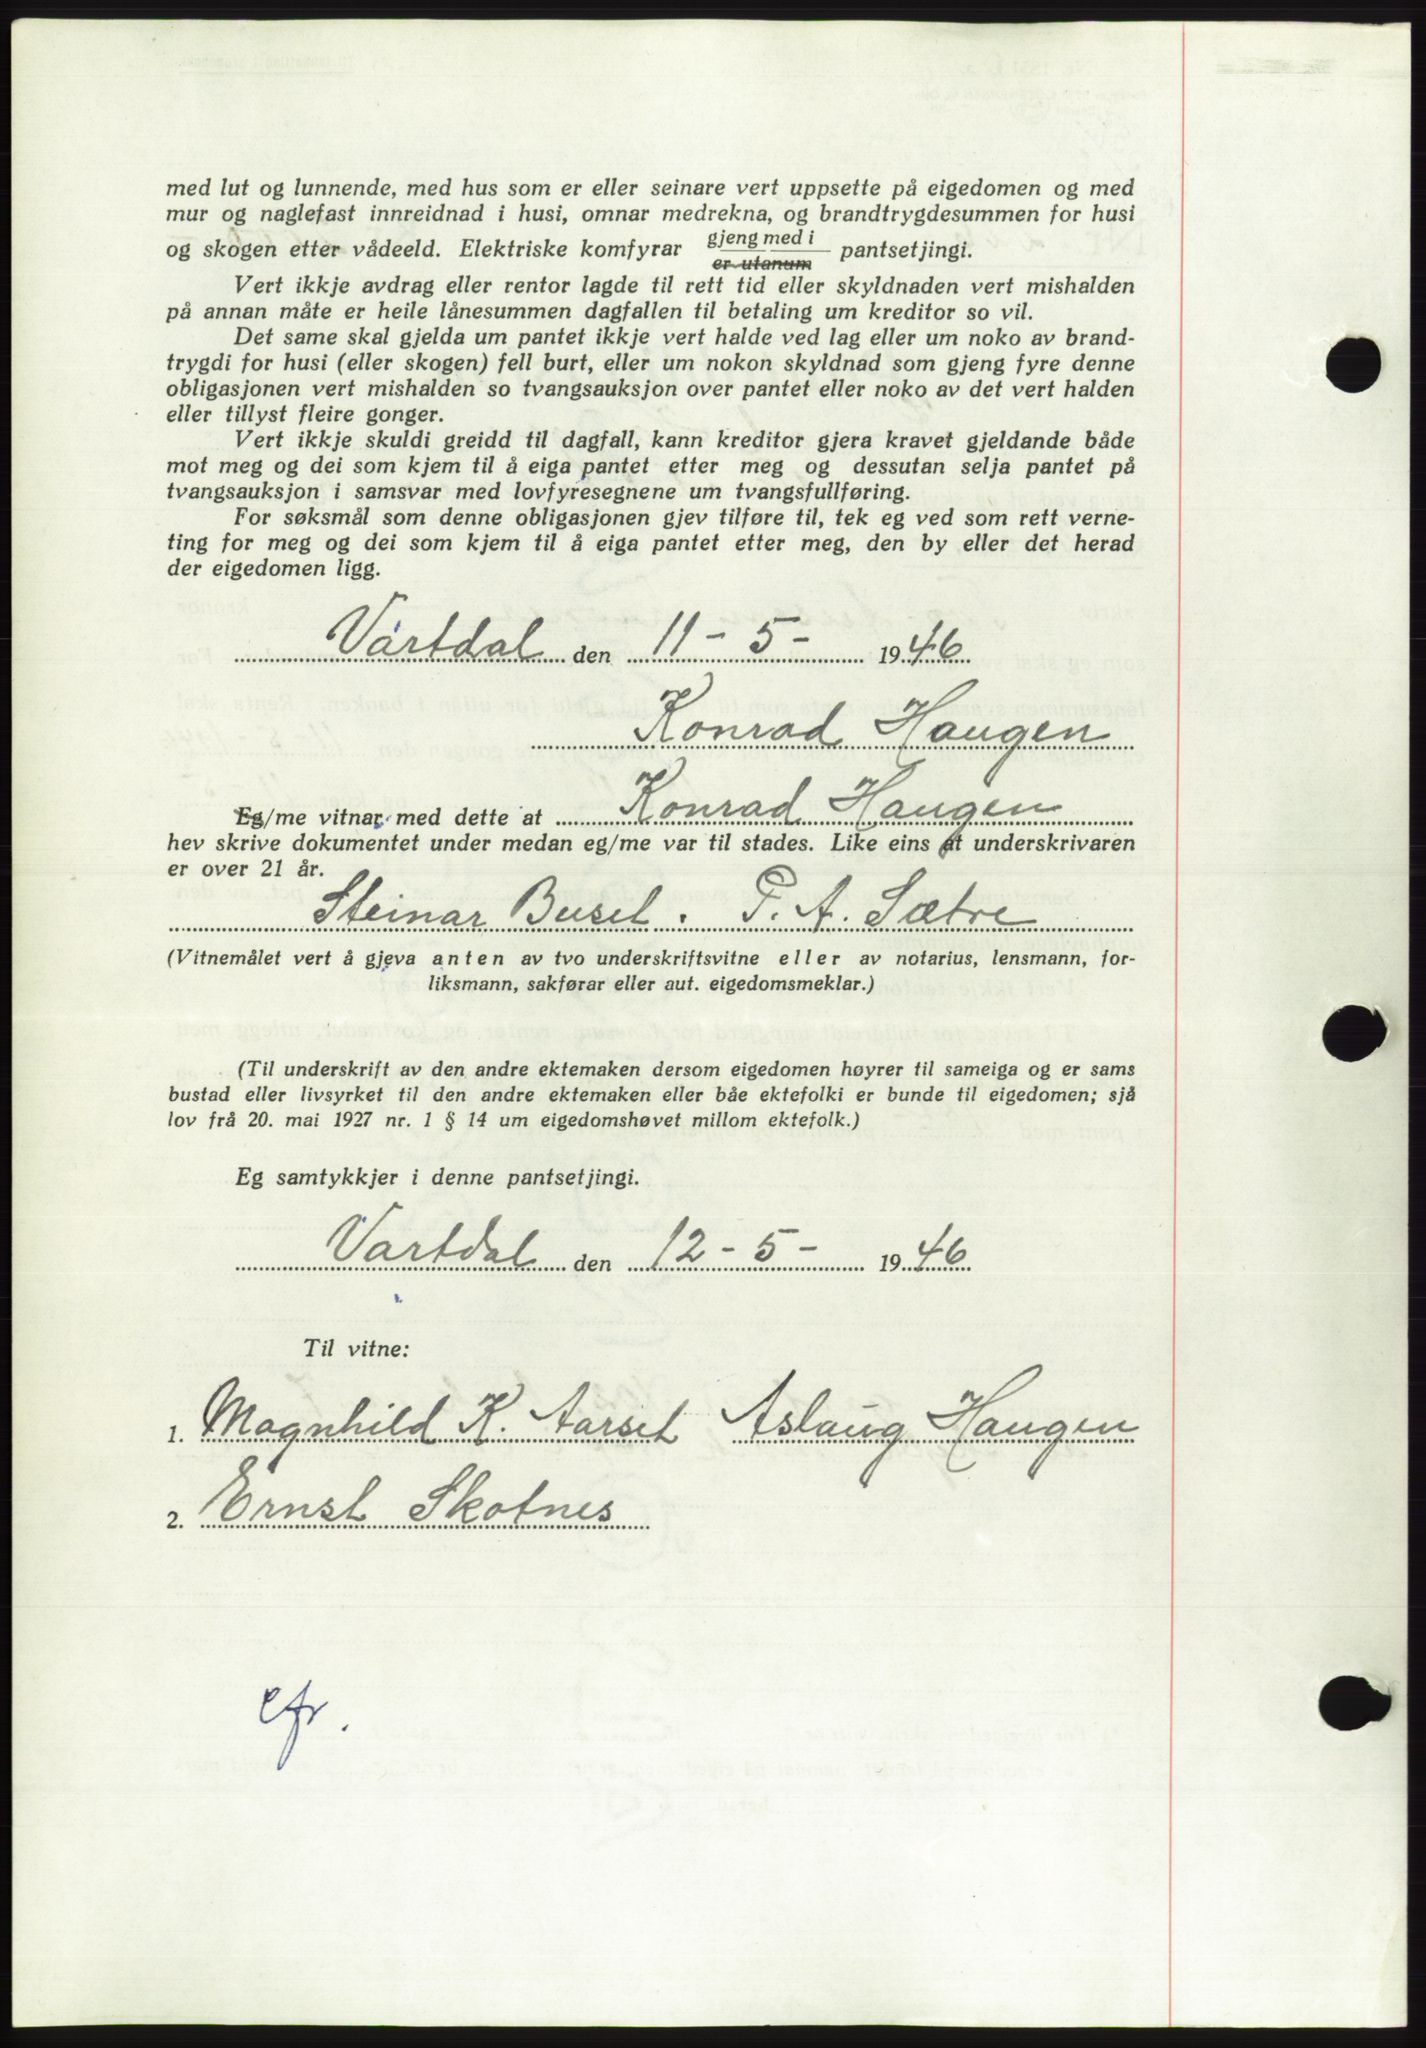 med lut og lunnende, med hus som er eller seinare vert uppsette på eigedomen og med
mur og naglefast innreidnad i husi, omnar medrekna, og brandtrygdesummen for husi
og skogen etter vådeeld. Elektriske komfyrar gjeng med i / er utanum pantsetjingi.
Vert ikkje avdrag eller rentor lagde til rett tid eller skyldnaden vert mishalden
på annan måte er heile lånesummen dagfallen til betaling um kreditor so vil.
Det same skal gjelda um pantet ikkje vert halde ved lag eller um noko av brand-
trygdi for husi (eller skogen) fell burt, eller um nokon skyldnad som gjeng fyre denne
obligasjonen vert mishalden so tvangsauksjon over pantet eller noko av det vert halden
eller tillyst fleire gonger.
Vert ikkje skuldi greidd til dagfall, kann kreditor gjera kravet gjeldande både
mot meg og dei som kjem til å eiga pantet etter meg og dessutan selja pantet på
tvangsauksjon i samsvar med lovfyresegnene um tvangsfullføring.
For søksmål som denne obligasjonen gjev tilføre til, tek eg ved som rett verne-
ting for meg og dei som kjem til å eiga pantet etter meg, den by eller det herad
der eigedomen ligg.
Vartdal den 11 - 5 - 1946
Konrad Haugen
Eg/me vitnar med dette at Konrad Haugen
hev skrive dokumentet under medan eg/me var til stades. Like eins at underskrivaren
er over 21 år.
Steinar Buset. P. A. Sætre
(Vitnemålet vert å gjeva anten av tvo underskriftsvitne eller av notarius, lensmann, for-
liksmann, sakførar eller aut. eigedomsmeklar.)
(Til underskrift av den andre ektemaken dersom eigedomen høyrer til sameiga og er sams
bustad eller livsyrket til den andre ektemaken eller båe ektefolki er bunde til eigedomen; sjå
lov frå 20. mai 1927 nr. 1 § 14 um eigedomshøvet millom ektefolk.)
Eg samtykkjer i denne pantsetjingi.
Vartdal den 12 - 5 - 1946
Til vitne:
1. Magnhild K. Aarset Aslaug Haugen
2. Ernst Skotnes
cfr.